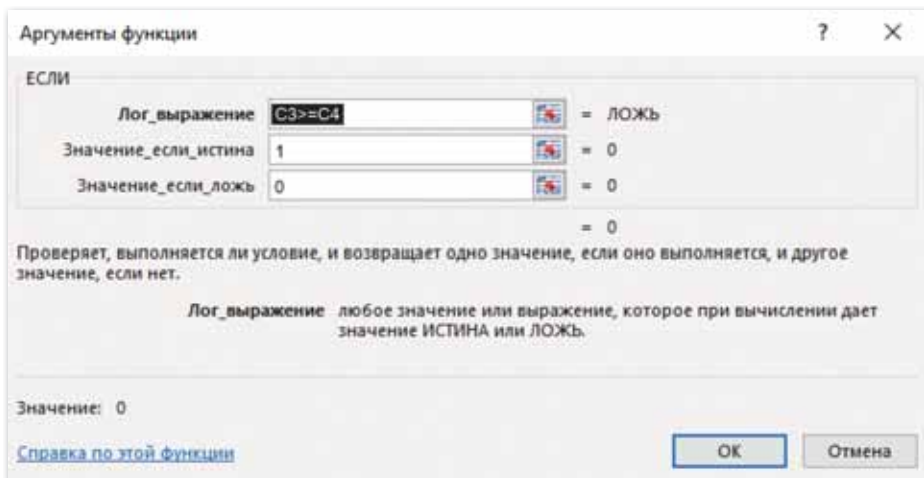 Аргументы функции ? ×
ЕСЛИ
Лог_выражение C3>=C4 = ЛОЖЬ
Значение_если_истина 1 = 0
Значение_если_ложь 0 = 0
= 0
Проверяет, выполняется ли условие, и возвращает одно значение, если оно выполняется, и другое
значение, если нет.
Лог_выражение любое значение или выражение, которое при вычислении дает
значение ИСТИНА или ЛОЖЬ.
Значение: 0
Справка по этой функции ОК Отмена